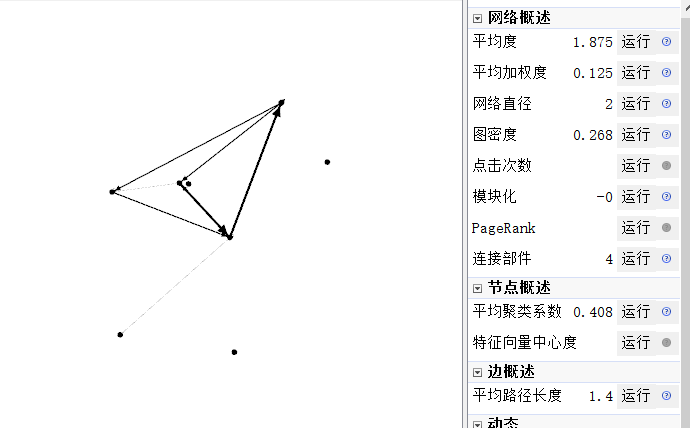 网络概述
平均度 1.875 运行
平均加权度 0.125 运行
网络直径 2 运行
图密度 0.268 运行
点击次数 运行
模块化 -0 运行
PageRank 运行
连接部件 4 运行
节点概述
平均聚类系数 0.408 运行
特征向量中心度 运行
边概述
平均路径长度 1.4 运行
动态